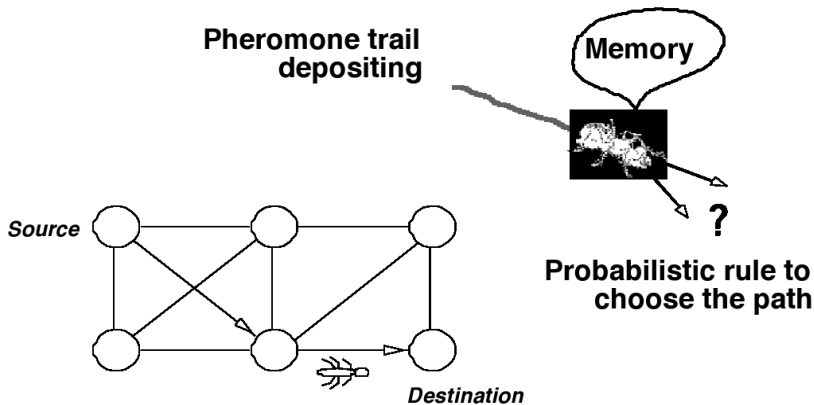 Pheromone trail
depositing
Memory
?
Source
Probabilistic rule to
choose the path
Destination